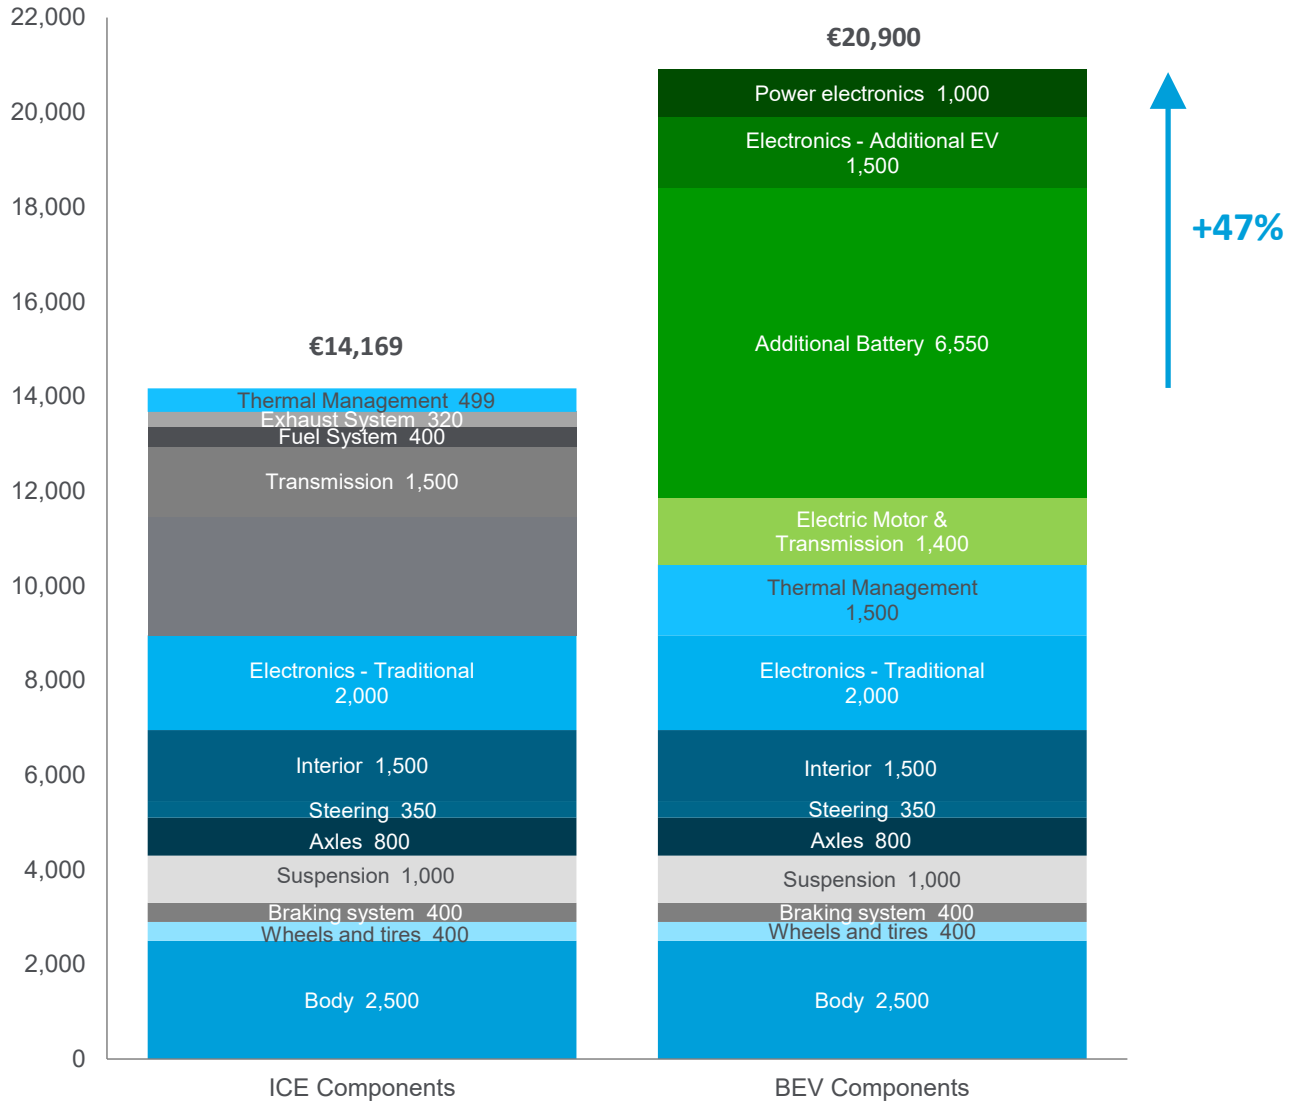 22,000
20,000
18,000
16,000
14,000
12,000
10,000
8,000
6,000
4,000
2,000
0
€14,169
Thermal Management 499
Exhaust System 320
Fuel System 400
Transmission 1,500
Electronics - Traditional
2,000
Interior 1,500
Steering 350
Axles 800
Suspension 1,000
Braking system 400
Wheels and tires 400
Body 2,500
ICE Components
€20,900
Power electronics 1,000
Electronics - Additional EV
1,500
Additional Battery 6,550
Electric Motor &
Transmission 1,400
Thermal Management
1,500
Electronics - Traditional
2,000
Interior 1,500
Steering 350
Axles 800
Suspension 1,000
Braking system 400
Wheels and tires 400
Body 2,500
BEV Components
+47%